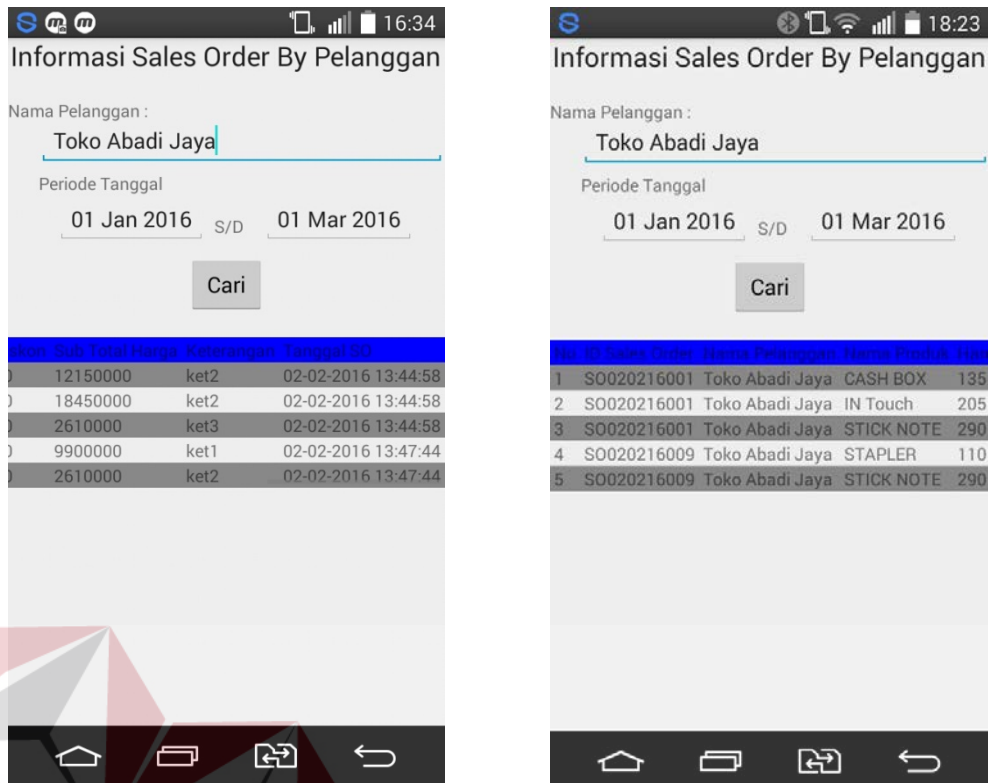 16:34
Informasi Sales Order By Pelanggan
Nama Pelanggan :
Toko Abadi Jaya
Periode Tanggal
01 Jan 2016 S/D 01 Mar 2016
Cari
Sub Total Harga Keterangan Tanggal SO
12150000 ket2 02-02-2016 13:44:58
18450000 ket2 02-02-2016 13:44:58
2610000 ket3 02-02-2016 13:44:58
9900000 ket1 02-02-2016 13:47:44
2610000 ket2 02-02-2016 13:47:44
18:23
Informasi Sales Order By Pelanggan
Nama Pelanggan :
Toko Abadi Jaya
Periode Tanggal
01 Jan 2016 S/D 01 Mar 2016
Cari
No. ID Sales Order Nama Pelanggan Nama Produk
1 SO020216001 Toko Abadi Jaya CASH BOX 135
2 SO020216001 Toko Abadi Jaya IN Touch 205
3 SO020216001 Toko Abadi Jaya STICK NOTE 290
4 SO020216009 Toko Abadi Jaya STAPLER 110
5 SO020216009 Toko Abadi Jaya STICK NOTE 290